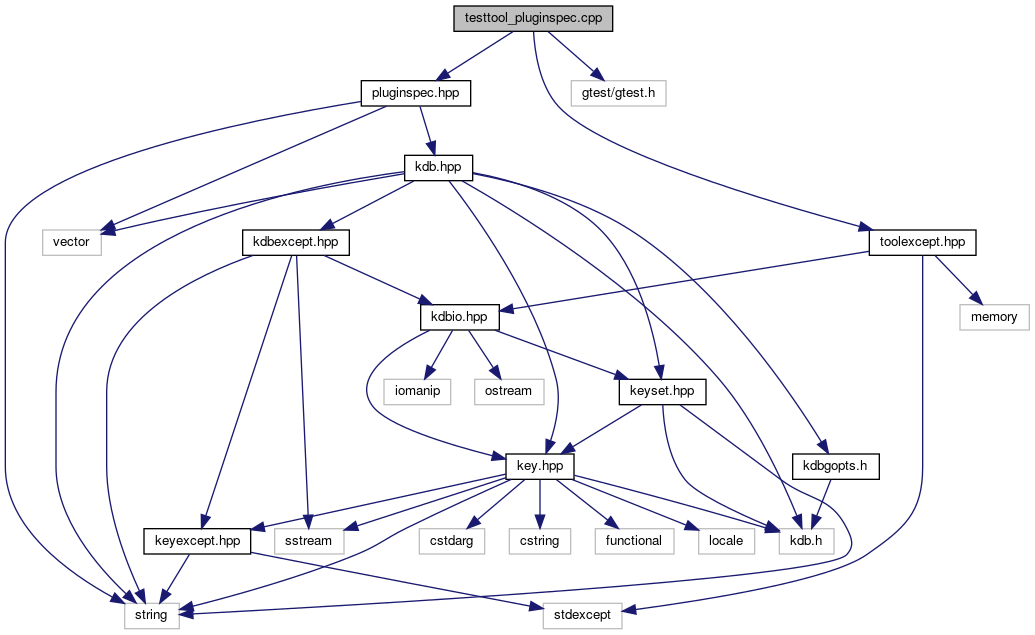 testtool_pluginspec.cpp
pluginspec.hpp
gtest/gtest.h
kdb.hpp
vector
kdbexcept.hpp
toolexcept.hpp
kdbio.hpp
memory
iomanip
ostream
keyset.hpp
key.hpp
kdbgopts.h
keyexcept.hpp
sstream
cstdarg
cstring
functional
locale
kdb.h
string
stdexcept